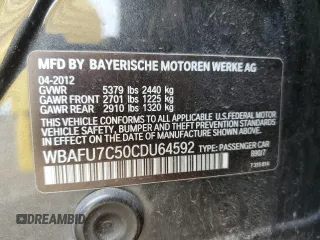 MFD BY BAYERISCHE MOTOREN WERKE AG
04-2012
GVWR 5379 lbs 2440 kg
GAWR FRONT 2701 lbs 1225 kg
GAWR REAR 2910 lbs 1320 kg
THIS VEHICLE CONFORMS TO ALL APPLICABLE U.S.FEDERAL MOTOR
VEHICLE SAFETY, BUMPER, AND THEFT PREVENTION STANDARDS IN
EFFECT ON THE DATE OF MANUFACTURE SHOWN ABOVE.
WBAFU7C50CDU64592 TYPE: PASSENGER CAR
DREAMBID